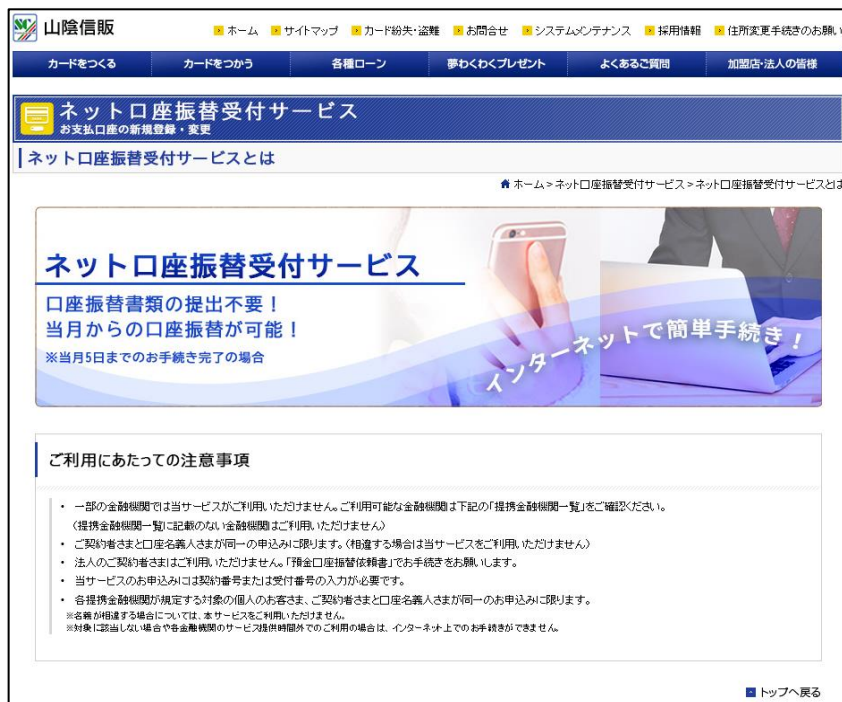 SC 山陰信販
ホーム サイトマップ カード紛失・盗難 お問合せ システムメンテナンス 採用情報 住所変更手続きのお願い
カードをつくる カードをつかう 各種ローン 夢わくわくプレゼント よくあるご質問 加盟店・法人の皆様
ネット口座振替受付サービス
お支払口座の新規登録・変更
ネット口座振替受付サービスとは
ホーム > ネット口座振替受付サービス > ネット口座振替受付サービスとは
ネット口座振替受付サービス
口座振替書類の提出不要!
当月からの口座振替が可能!
※当月5日までのお手続き完了の場合
インターネットで簡単手続き!
ご利用にあたっての注意事項
・ 一部の金融機関では当サービスがご利用いただけません。ご利用可能な金融機関は下記の「提携金融機関一覧」をご確認ください。
(提携金融機関一覧に記載のない金融機関はご利用いただけません)
・ ご契約者さまと口座名義人さまが同一の申込みに限ります。(相違する場合は当サービスをご利用いただけません)
・ 法人のご契約者さまはご利用いただけません。「預金口座振替依頼書」でお手続きをお願いします。
・ 当サービスのお申込みには契約番号または受付番号の入力が必要です。
・ 各提携金融機関が規定する対象の個人のお客さま、ご契約者さまと口座名義人さまが同一のお申込みに限ります。
※名義が相違する場合については、本サービスをご利用いただけません。
※対象に該当しない場合や各金融機関のサービス提供時間外でのご利用の場合は、インターネット上でのお手続きができません。
トップへ戻る